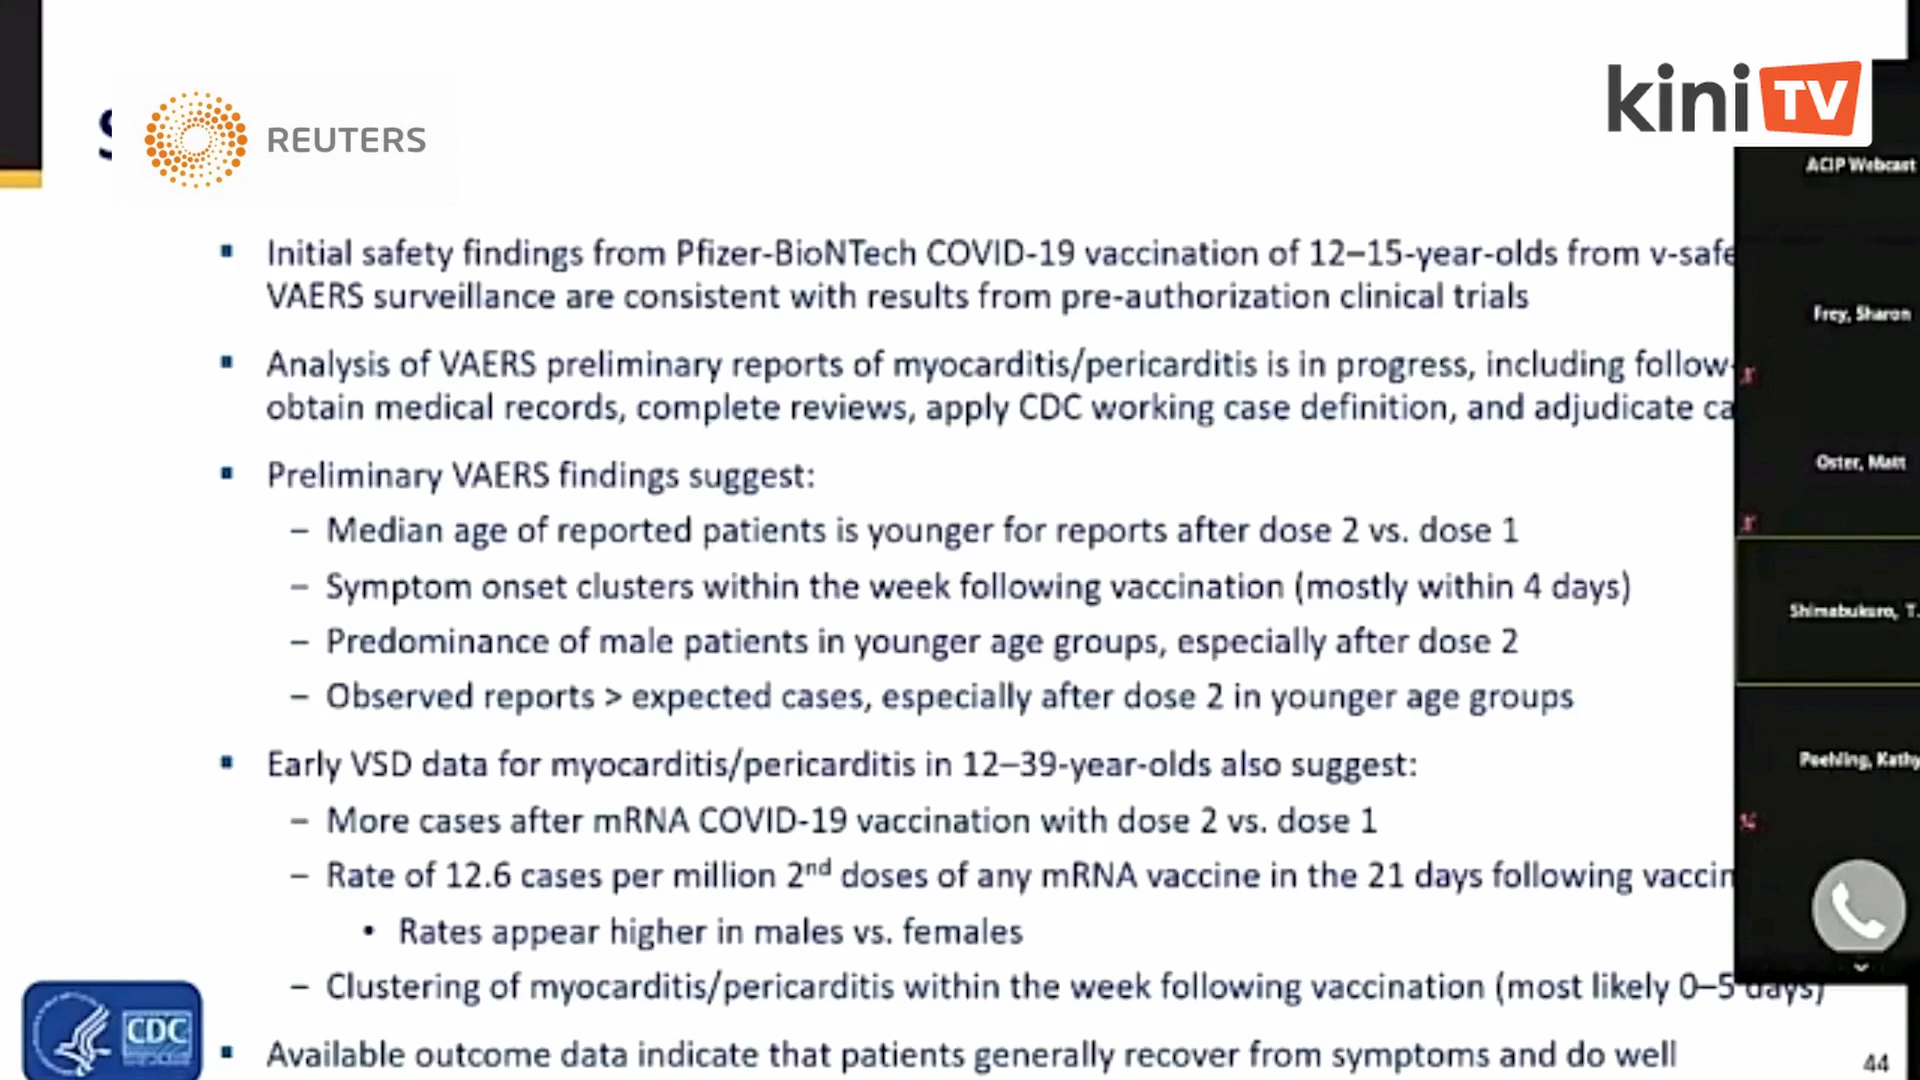 kini TV
REUTERS
S
Initial safety findings from Pfizer-BioNTech COVID-19 vaccination of 12–15-year-olds from v-safe
VAERS surveillance are consistent with results from pre-authorization clinical trials
Analysis of VAERS preliminary reports of myocarditis/pericarditis is in progress, including follow-
obtain medical records, complete reviews, apply CDC working case definition, and adjudicate ca
Preliminary VAERS findings suggest:
– Median age of reported patients is younger for reports after dose 2 vs. dose 1
– Symptom onset clusters within the week following vaccination (mostly within 4 days)
– Predominance of male patients in younger age groups, especially after dose 2
– Observed reports > expected cases, especially after dose 2 in younger age groups
Early VSD data for myocarditis/pericarditis in 12–39-year-olds also suggest:
– More cases after mRNA COVID-19 vaccination with dose 2 vs. dose 1
– Rate of 12.6 cases per million 2nd doses of any mRNA vaccine in the 21 days following vaccin
• Rates appear higher in males vs. females
– Clustering of myocarditis/pericarditis within the week following vaccination (most likely 0–5 days)
Available outcome data indicate that patients generally recover from symptoms and do well
CDC
44
ACIP Webcast
Frey, Sharon
Oster, Matt
Shimabukuro, T.
Poehling, Kathy